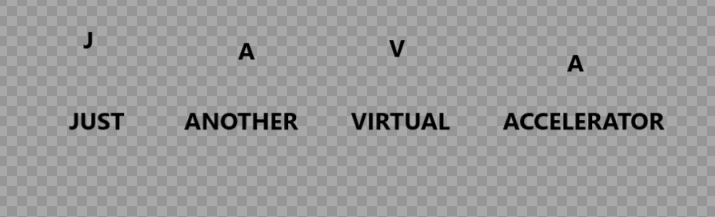 J A V A
JUST ANOTHER VIRTUAL ACCELERATOR